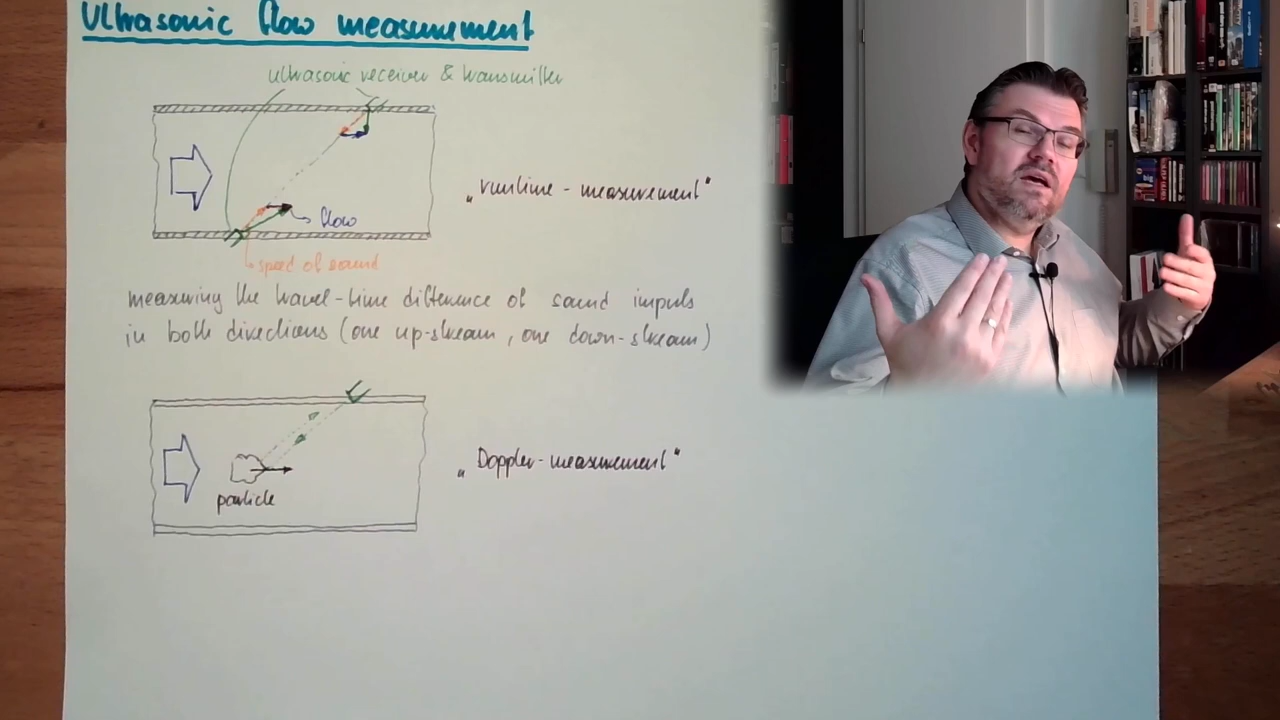 Ultrasonic flow measurement
ultrasonic receiver & transmitter
flow
„runtime-measurement"
speed of sound
measuring the travel-time difference of sound impuls
in both directions (one up-stream, one down-stream)
particle
„Doppler-measurement"